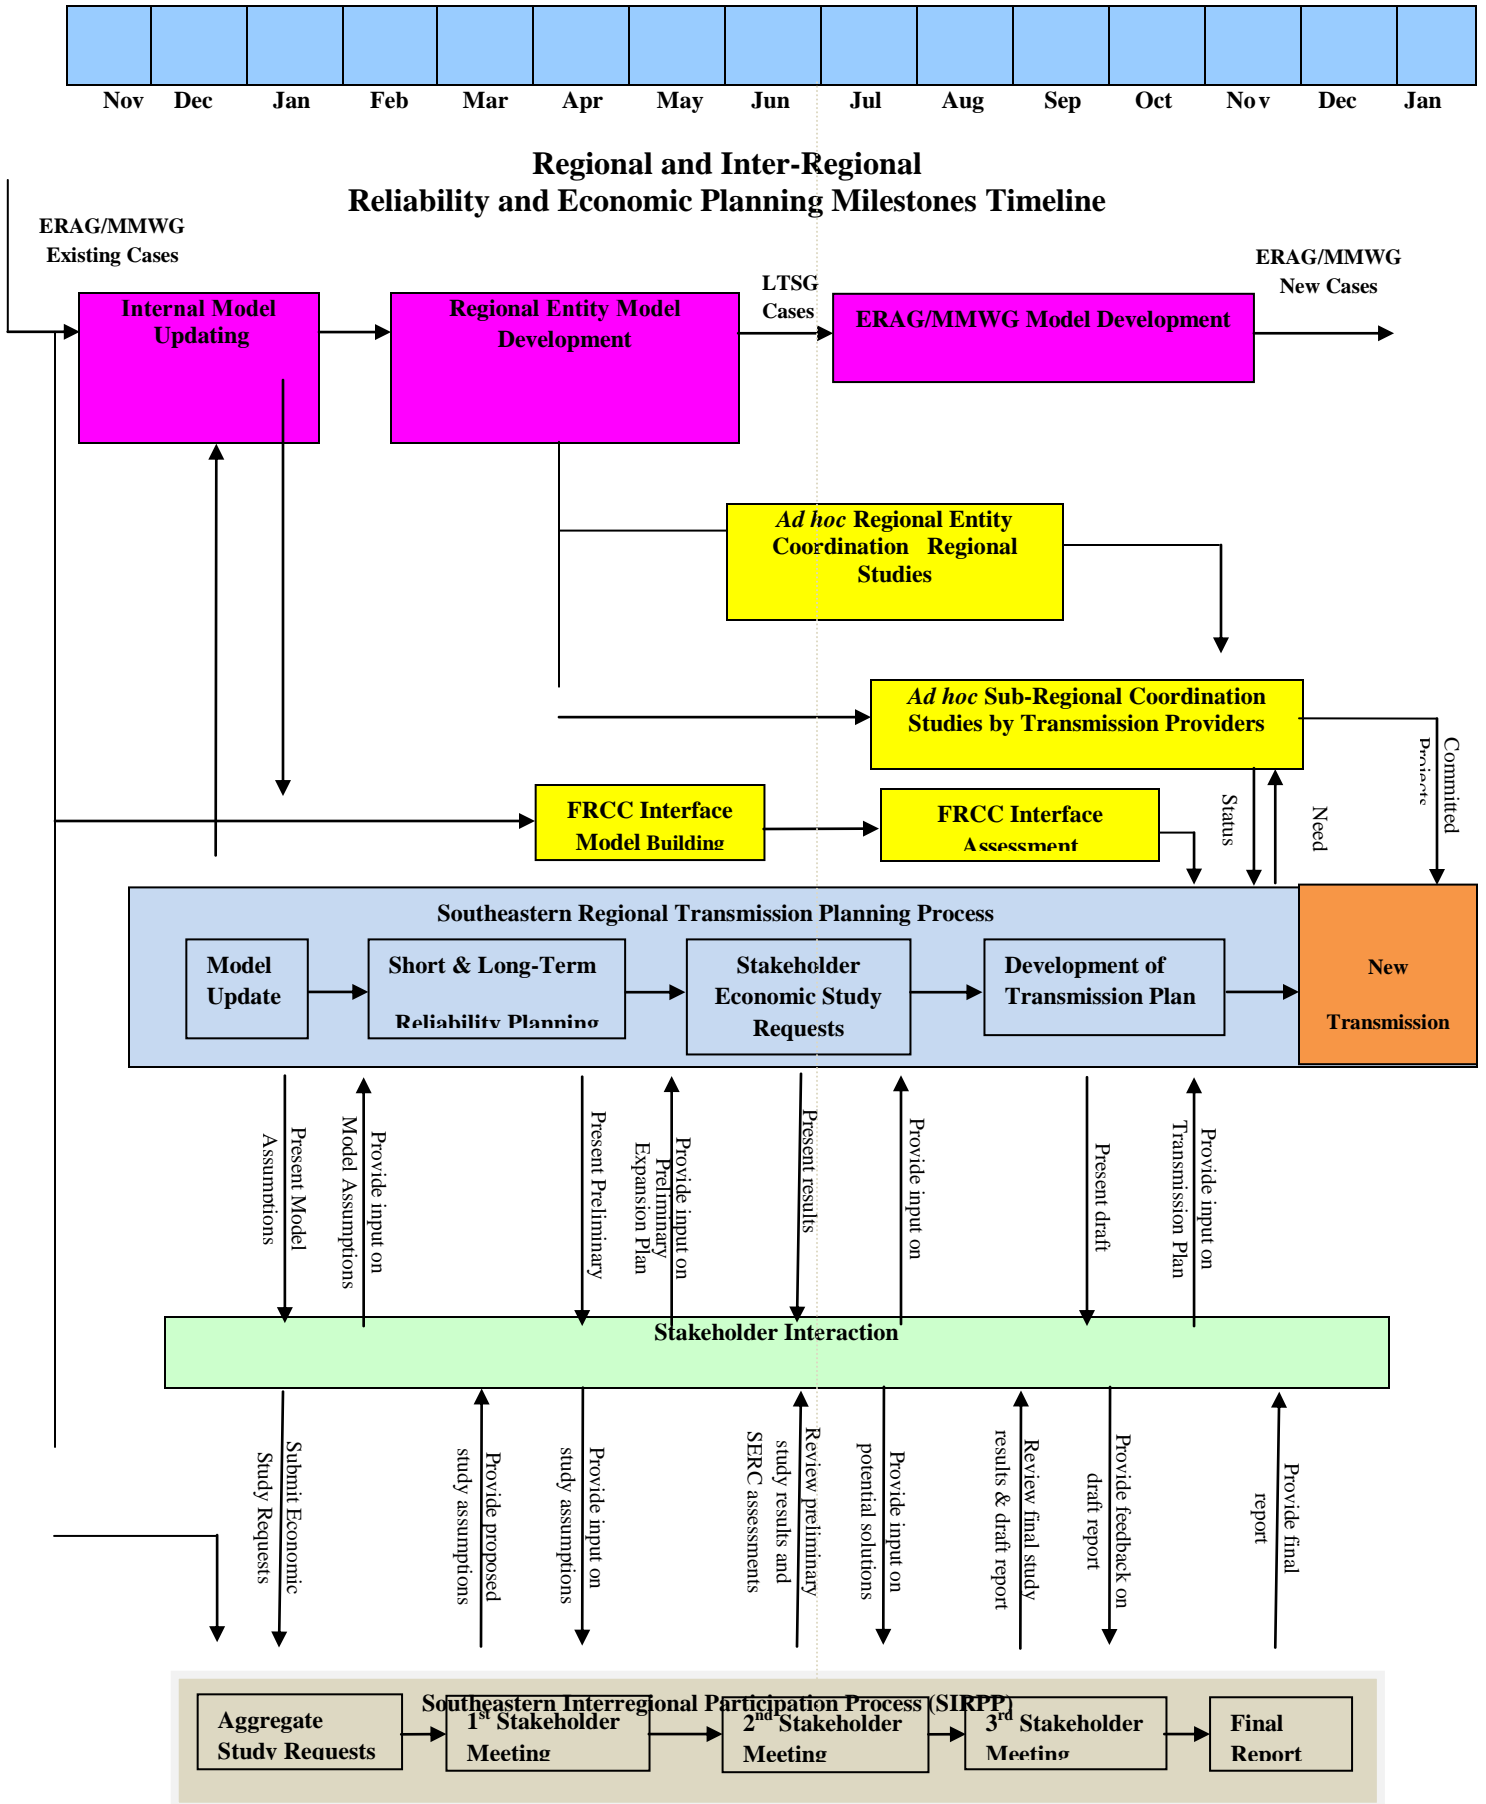 Nov Dec Jan Feb Mar Apr May Jun Jul Aug Sep Oct Nov Dec Jan
Regional and Inter-Regional
Reliability and Economic Planning Milestones Timeline
ERAG/MMWG
Existing Cases
ERAG/MMWG
New Cases
LTSG
Cases
Internal Model
Updating
Regional Entity Model
Development
ERAG/MMWG Model Development
Ad hoc Regional Entity
Coordination Regional
Studies
Ad hoc Sub-Regional Coordination
Studies by Transmission Providers
Committed
Projects
Status
Need
FRCC Interface
Model Building
FRCC Interface
Assessment
Southeastern Regional Transmission Planning Process
Model
Update
Short & Long-Term
Reliability Planning
Stakeholder
Economic Study
Requests
Development of
Transmission Plan
New
Transmission
Present Model
Assumptions
Provide input on
Model Assumptions
Present Preliminary
Provide input on
Preliminary
Expansion Plan
Present results
Provide input on
Present draft
Provide input on
Transmission Plan
Stakeholder Interaction
Submit Economic
Study Requests
Provide proposed
study assumptions
Provide input on
study assumptions
Review preliminary
study results and
SERC assessments
Provide input on
potential solutions
Review final study
results & draft report
Provide feedback on
draft report
Provide final
report
Southeastern Interregional Participation Process (SIRPP)
Aggregate
Study Requests
1st Stakeholder
Meeting
2nd Stakeholder
Meeting
3rd Stakeholder
Meeting
Final
Report